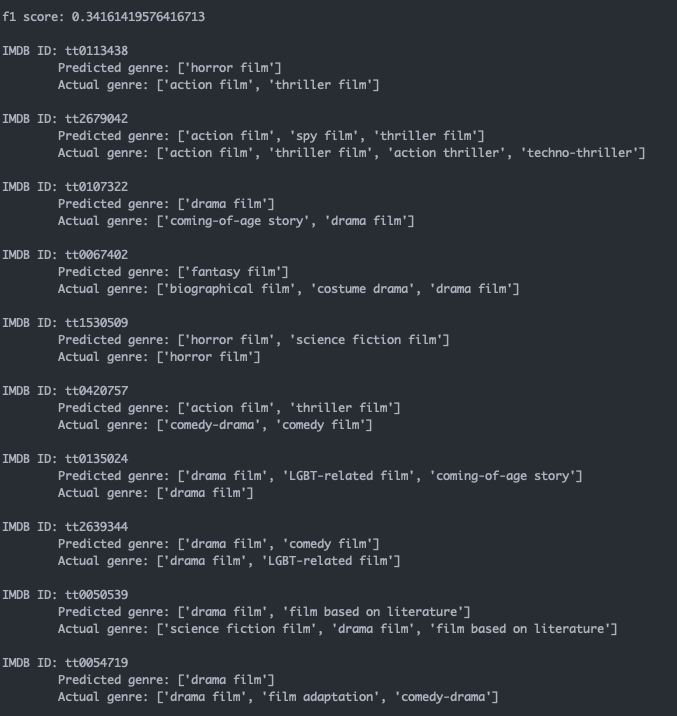 f1 score: 0.34161419576416713
IMDB ID: tt0113438
Predicted genre: ['horror film']
Actual genre: ['action film', 'thriller film']
IMDB ID: tt2679042
Predicted genre: ['action film', 'spy film', 'thriller film']
Actual genre: ['action film', 'thriller film', 'action thriller', 'techno-thriller']
IMDB ID: tt0107322
Predicted genre: ['drama film']
Actual genre: ['coming-of-age story', 'drama film']
IMDB ID: tt0067402
Predicted genre: ['fantasy film']
Actual genre: ['biographical film', 'costume drama', 'drama film']
IMDB ID: tt1530509
Predicted genre: ['horror film', 'science fiction film']
Actual genre: ['horror film']
IMDB ID: tt0420757
Predicted genre: ['action film', 'thriller film']
Actual genre: ['comedy-drama', 'comedy film']
IMDB ID: tt0135024
Predicted genre: ['drama film', 'LGBT-related film', 'coming-of-age story']
Actual genre: ['drama film']
IMDB ID: tt2639344
Predicted genre: ['drama film', 'comedy film']
Actual genre: ['drama film', 'LGBT-related film']
IMDB ID: tt0050539
Predicted genre: ['drama film', 'film based on literature']
Actual genre: ['science fiction film', 'drama film', 'film based on literature']
IMDB ID: tt0054719
Predicted genre: ['drama film']
Actual genre: ['drama film', 'film adaptation', 'comedy-drama']